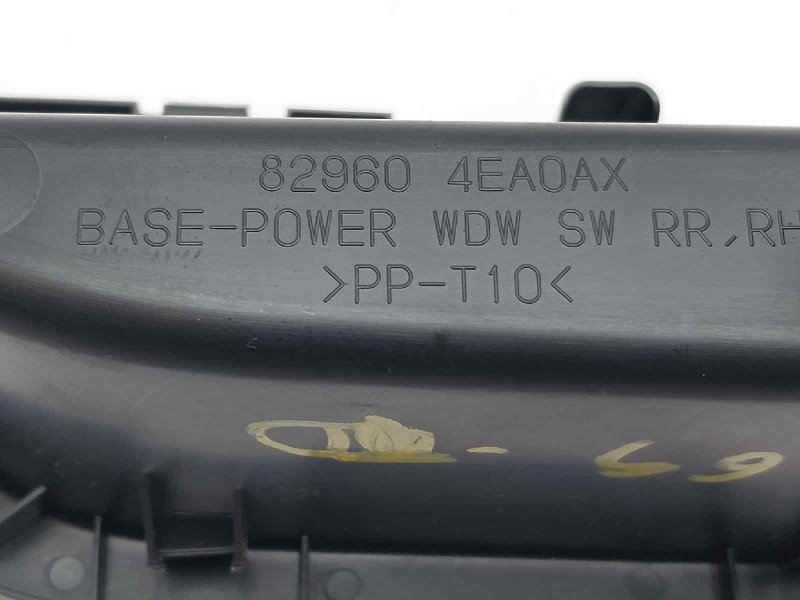 82960 4EA0AX
BASE-POWER WDW SW RR,RH
>PP-T10<